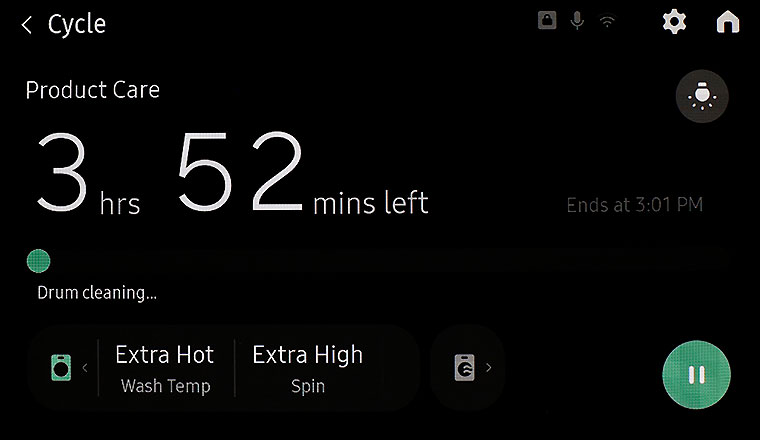 Cycle
Product Care
3 hrs 52 mins left
Ends at 3:01 PM
Drum cleaning...
Extra Hot Extra High
Wash Temp Spin